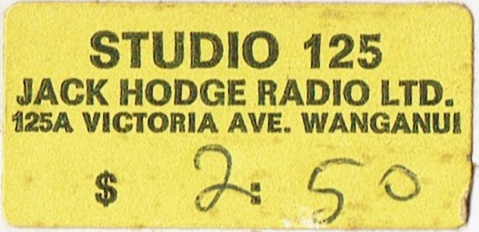 STUDIO 125
JACK HODGE RADIO LTD.
125A VICTORIA AVE. WANGANUI
$ 2: 50